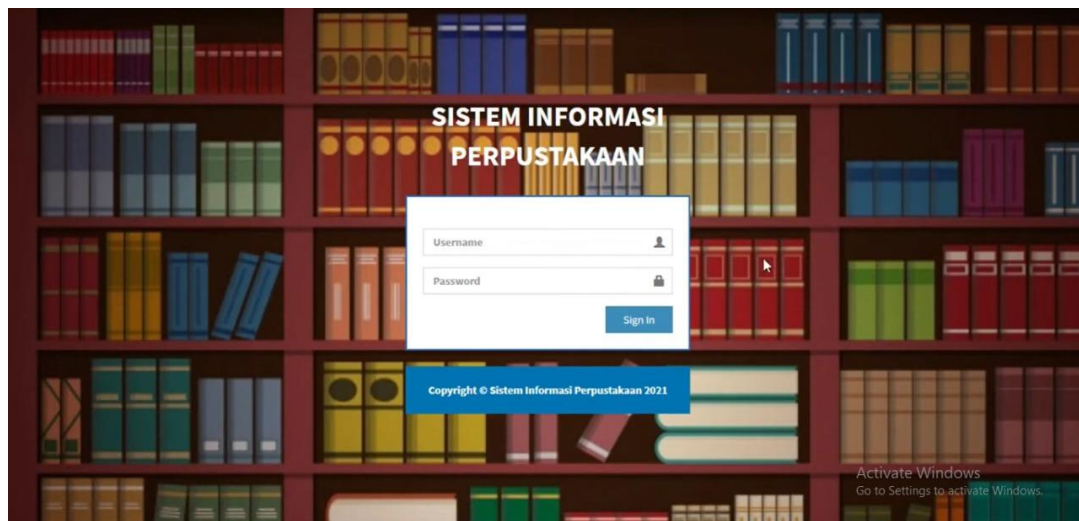 SISTEM INFORMASI
PERPUSTAKAAN
Username
Password
Sign In
Copyright © Sistem Informasi Perpustakaan 2021
Activate Windows
Go to Settings to activate Windows.